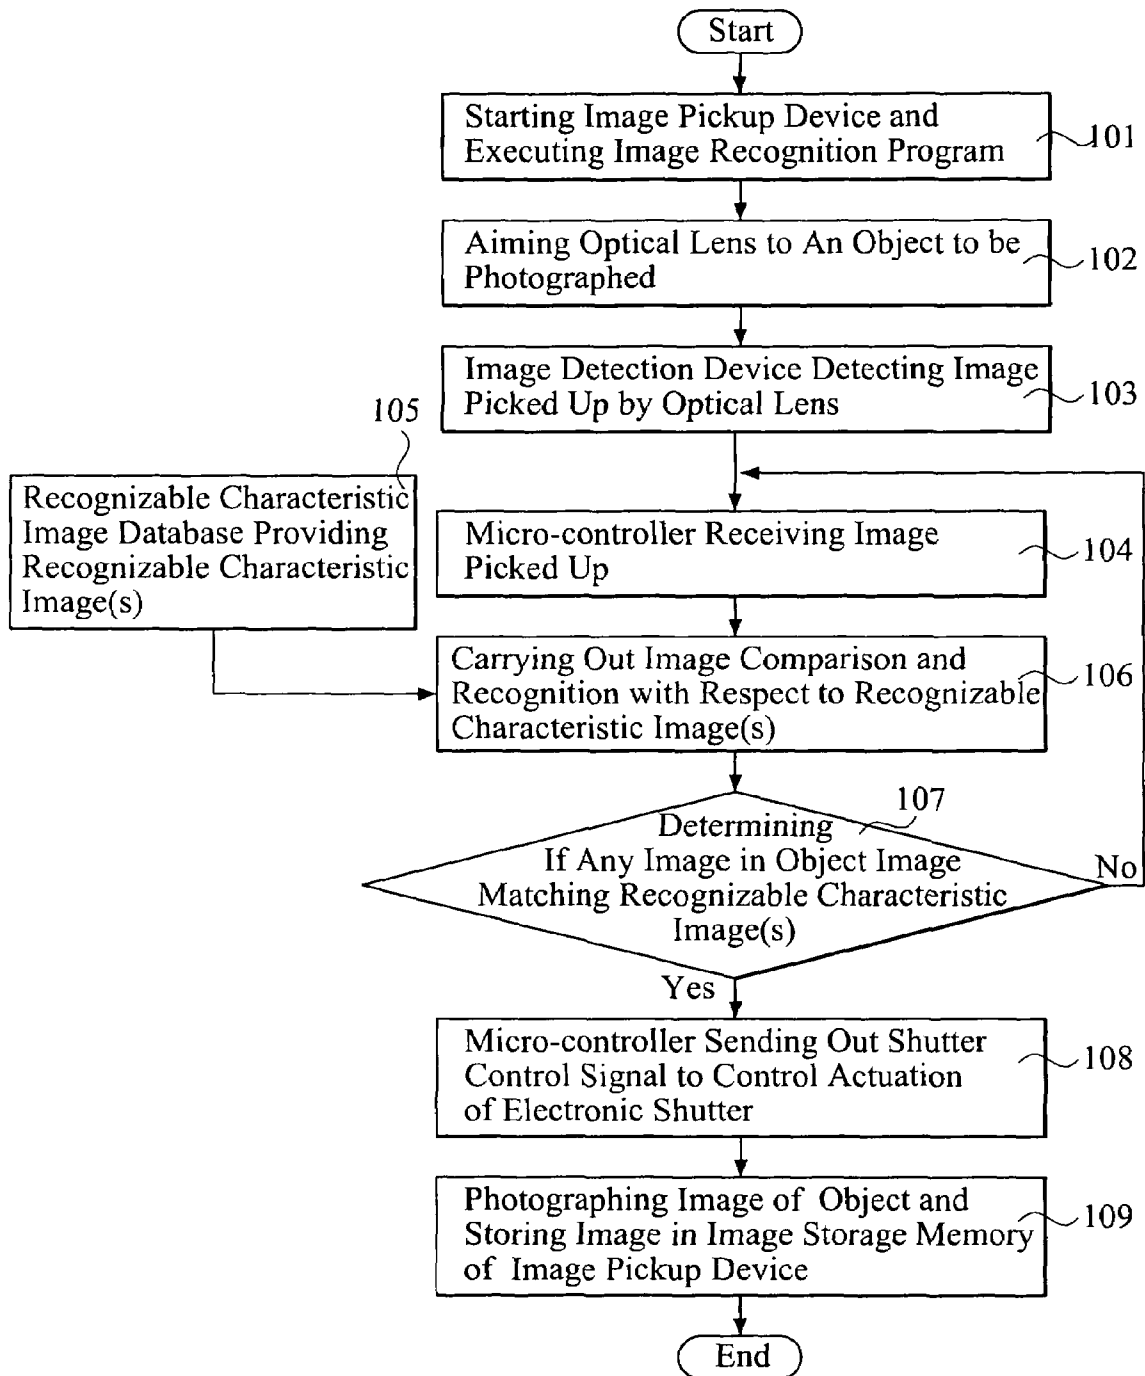 Start
Starting Image Pickup Device and
Executing Image Recognition Program
101
Aiming Optical Lens to An Object to be
Photographed
102
Image Detection Device Detecting Image
Picked Up by Optical Lens
103
105
Recognizable Characteristic
Image Database Providing
Recognizable Characteristic
Image(s)
Micro-controller Receiving Image
Picked Up
104
Carrying Out Image Comparison and
Recognition with Respect to Recognizable
Characteristic Image(s)
106
107
Determining
If Any Image in Object Image
Matching Recognizable Characteristic
Image(s)
No
Yes
Micro-controller Sending Out Shutter
Control Signal to Control Actuation
of Electronic Shutter
108
Photographing Image of Object and
Storing Image in Image Storage Memory
of Image Pickup Device
109
End